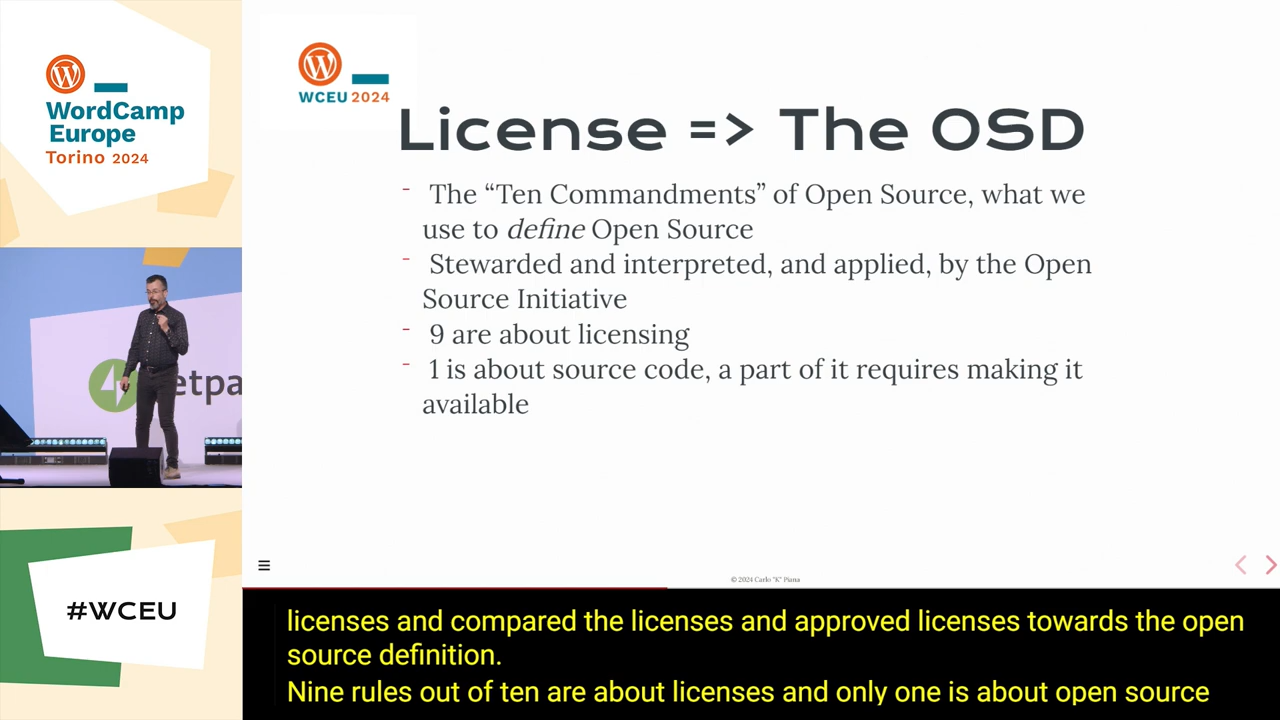 WordCamp
Europe
Torino 2024
WCEU 2024
License => The OSD
- The “Ten Commandments” of Open Source, what we
use to define Open Source
- Stewarded and interpreted, and applied, by the Open
Source Initiative
- 9 are about licensing
- 1 is about source code, a part of it requires making it
available
etpa
#WCEU
© 2024 Carlo "K" Piana
licenses and compared the licenses and approved licenses towards the open
source definition.
Nine rules out of ten are about licenses and only one is about open source